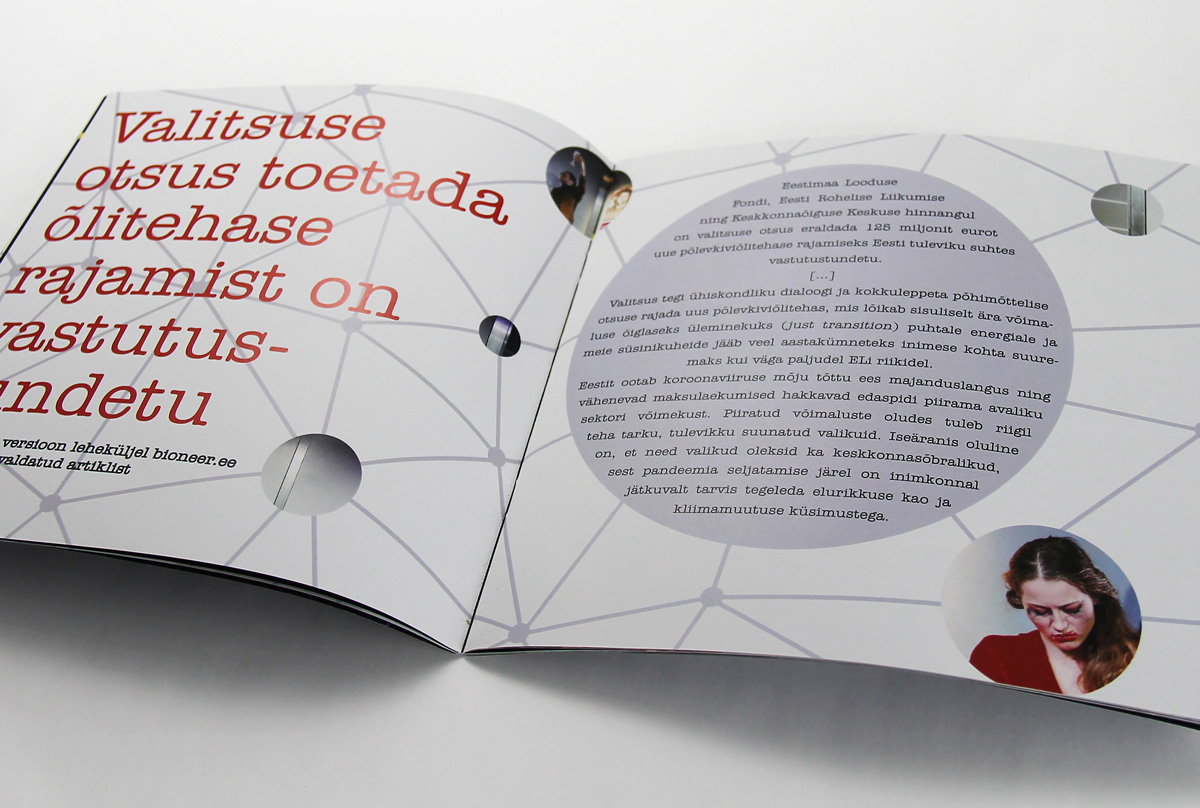 Valitsuse
otsus toetada
õlitehase
rajamist on
vastutus-
undetu
versioon leheküljel bioneer.ee
valdatud artiklist
Eestimaa Looduse
Fondi, Eesti Rohelise Liikumise
ning Keskkonnaõiguse Keskuse hinnangul
on valitsuse otsus eraldada 125 miljonit eurot
uue põlevkiviõlitehase rajamiseks Eesti tuleviku suhtes
vastutustundetu.
[...]
Valitsus tegi ühiskondliku dialoogi ja kokkuleppeta põhimõttelise
otsuse rajada uus põlevkiviõlitehas, mis lõikab sisuliselt ära võima-
luse õiglaseks üleminekuks (just transition) puhtale energiale ja
meie süsinikuheide jääb veel aastakümneteks inimese kohta suure-
maks kui väga paljudel ELi riikidel.
Eestit ootab koroonaviiruse mõju tõttu ees majanduslangus ning
vähenevad maksulaekumised hakkavad edaspidi piirama avaliku
sektori võimekust. Piiratud võimaluste oludes tuleb riigil
teha tarku, tulevikku suunatud valikuid. Iseäranis oluline
on, et need valikud oleksid ka keskkonnasõbralikud,
sest pandeemia seljatamise järel on inimkonnal
jätkuvalt tarvis tegeleda elurikkuse kao ja
kliimamuutuse küsimustega.